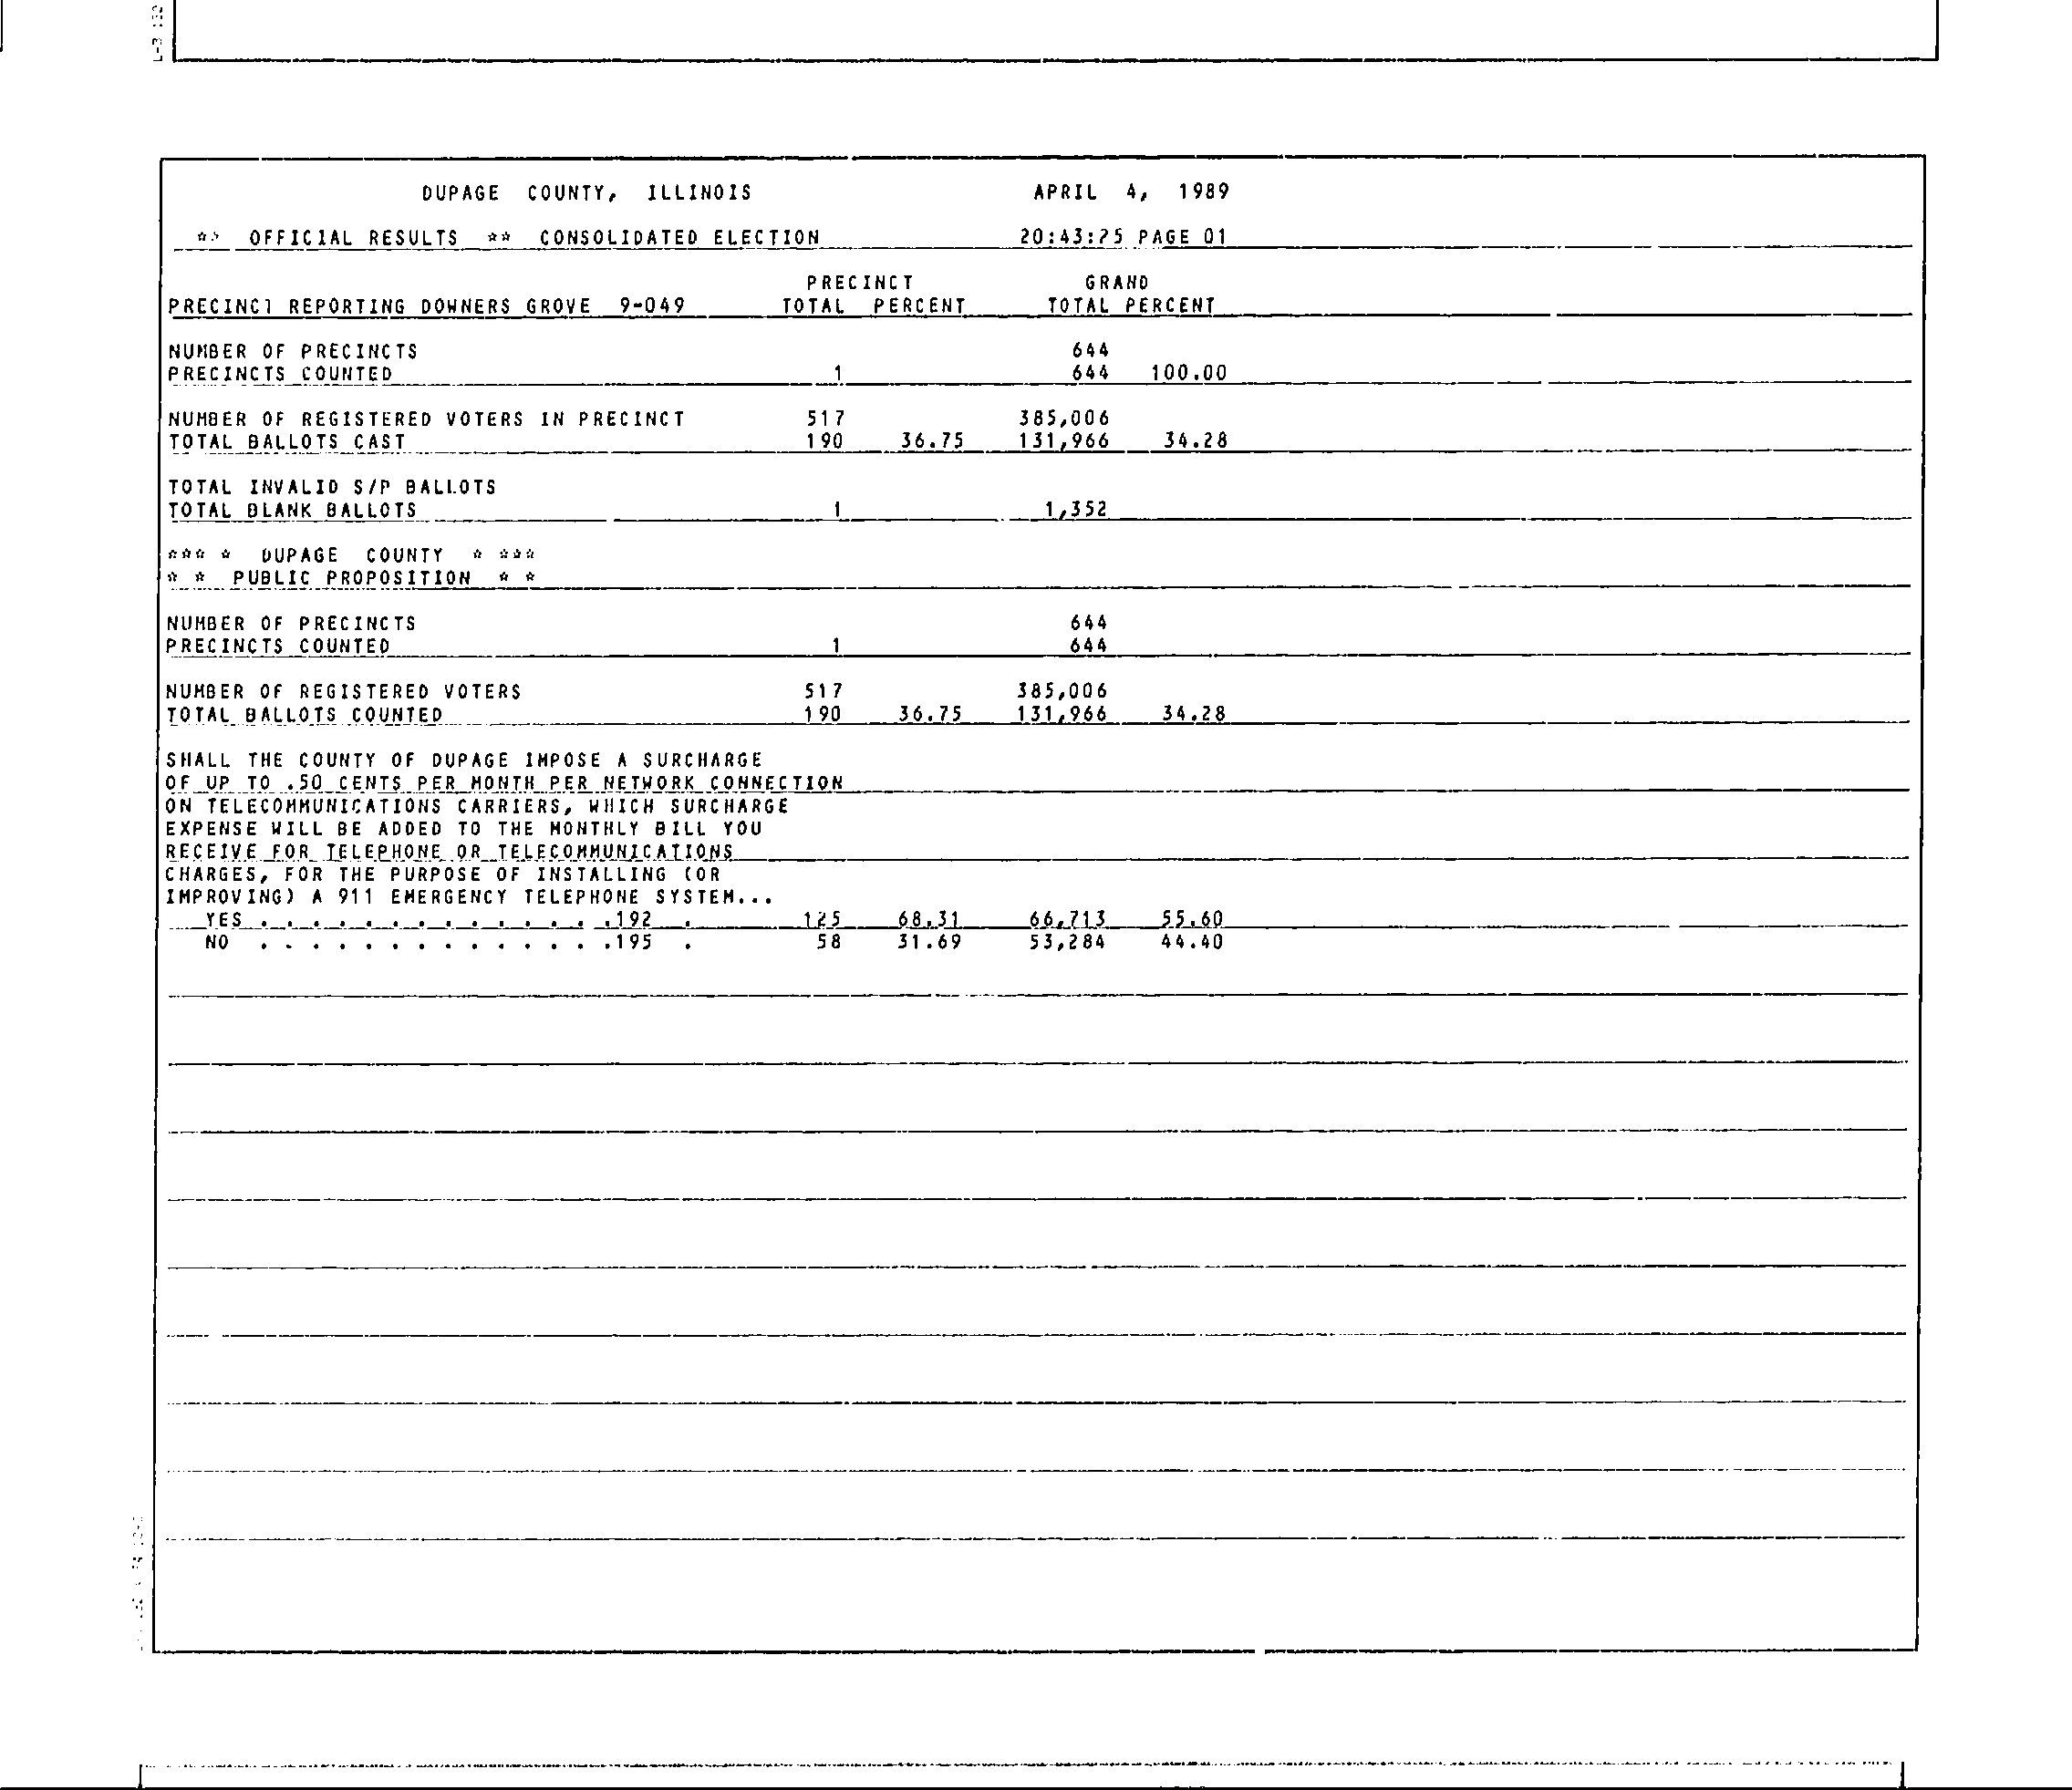 DUPAGE COUNTY, ILLINOIS APRIL 4, 1989
** OFFICIAL RESULTS ** CONSOLIDATED ELECTION 20:43:25 PAGE 01
PRECINCT GRAND
PRECINCT REPORTING DOWNERS GROVE 9-049 TOTAL PERCENT TOTAL PERCENT
NUMBER OF PRECINCTS 644
PRECINCTS COUNTED 1 644 100.00
NUMBER OF REGISTERED VOTERS IN PRECINCT 517 385,006
TOTAL BALLOTS CAST 190 36.75 131,966 34.28
TOTAL INVALID S/P BALLOTS
TOTAL BLANK BALLOTS 1 1,352
*** * DUPAGE COUNTY * ***
* * PUBLIC PROPOSITION * *
NUMBER OF PRECINCTS 644
PRECINCTS COUNTED 1 644
NUMBER OF REGISTERED VOTERS 517 385,006
TOTAL BALLOTS COUNTED 190 36.75 131,966 34.28
SHALL THE COUNTY OF DUPAGE IMPOSE A SURCHARGE
OF UP TO .50 CENTS PER MONTH PER NETWORK CONNECTION
ON TELECOMMUNICATIONS CARRIERS, WHICH SURCHARGE
EXPENSE WILL BE ADDED TO THE MONTHLY BILL YOU
RECEIVE FOR TELEPHONE OR TELECOMMUNICATIONS
CHARGES, FOR THE PURPOSE OF INSTALLING (OR
IMPROVING) A 911 EMERGENCY TELEPHONE SYSTEM...
YES . . . . . . . . . . . . . .192 . 125 68.31 66,713 55.60
NO . . . . . . . . . . . . . .195 . 58 31.69 53,284 44.40